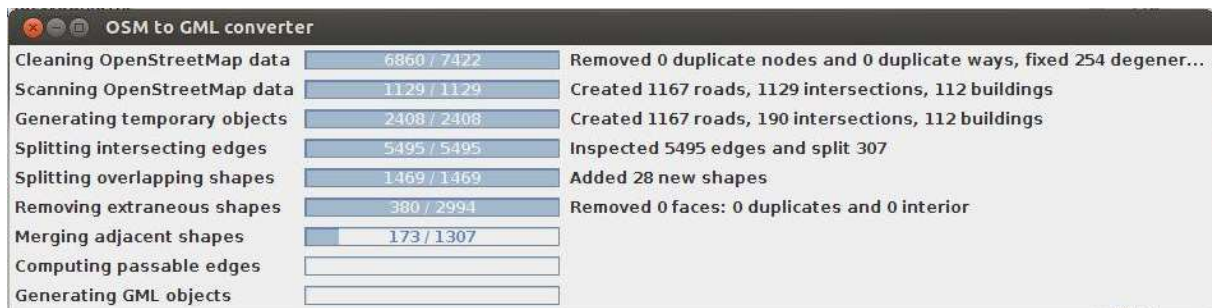 OSM to GML converter
Cleaning OpenStreetMap data 6860 / 7422 Removed 0 duplicate nodes and 0 duplicate ways, fixed 254 degener...
Scanning OpenStreetMap data 1129 / 1129 Created 1167 roads, 1129 intersections, 112 buildings
Generating temporary objects 2408 / 2408 Created 1167 roads, 190 intersections, 112 buildings
Splitting intersecting edges 5495 / 5495 Inspected 5495 edges and split 307
Splitting overlapping shapes 1469 / 1469 Added 28 new shapes
Removing extraneous shapes 380 / 2994 Removed 0 faces: 0 duplicates and 0 interior
Merging adjacent shapes 173 / 1307
Computing passable edges
Generating GML objects